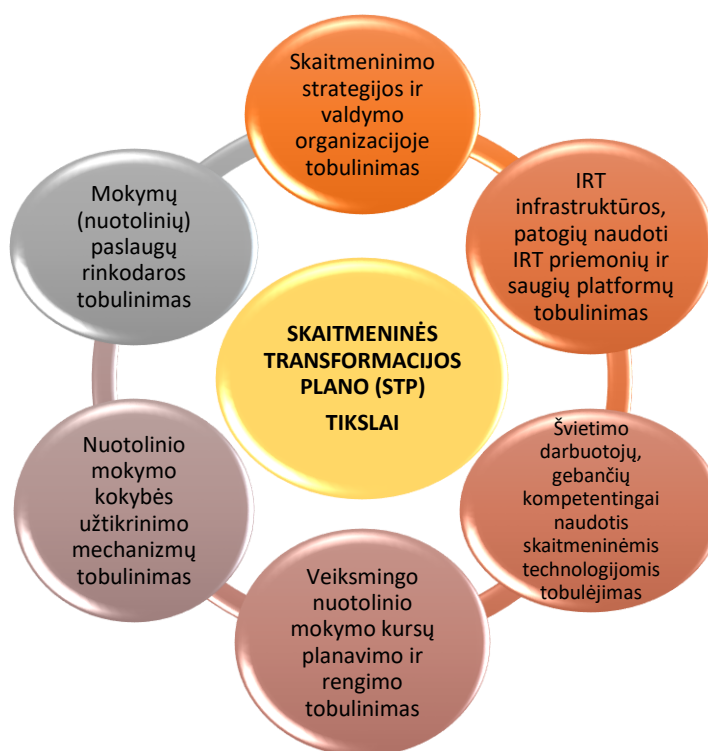 Skaitmeninimo
strategijos ir
valdymo
organizacijoje
tobulinimas
IRT
infrastruktūros,
patogių naudoti
IRT priemonių ir
saugių platformų
tobulinimas
Švietimo
darbuotojų,
gebančių
kompetentingai
naudotis
skaitmeninėmis
technologijomis
tobulėjimas
Veiksmingo
nuotolinio
mokymo kursų
planavimo ir
rengimo
tobulinimas
Nuotolinio
mokymo
kokybės
užtikrinimo
mechanizmų
tobulinimas
Mokymų
(nuotolinių)
paslaugų
rinkodaros
tobulinimas
SKAITMENINĖS
TRANSFORMACIJOS
PLANO (STP)
TIKSLAI